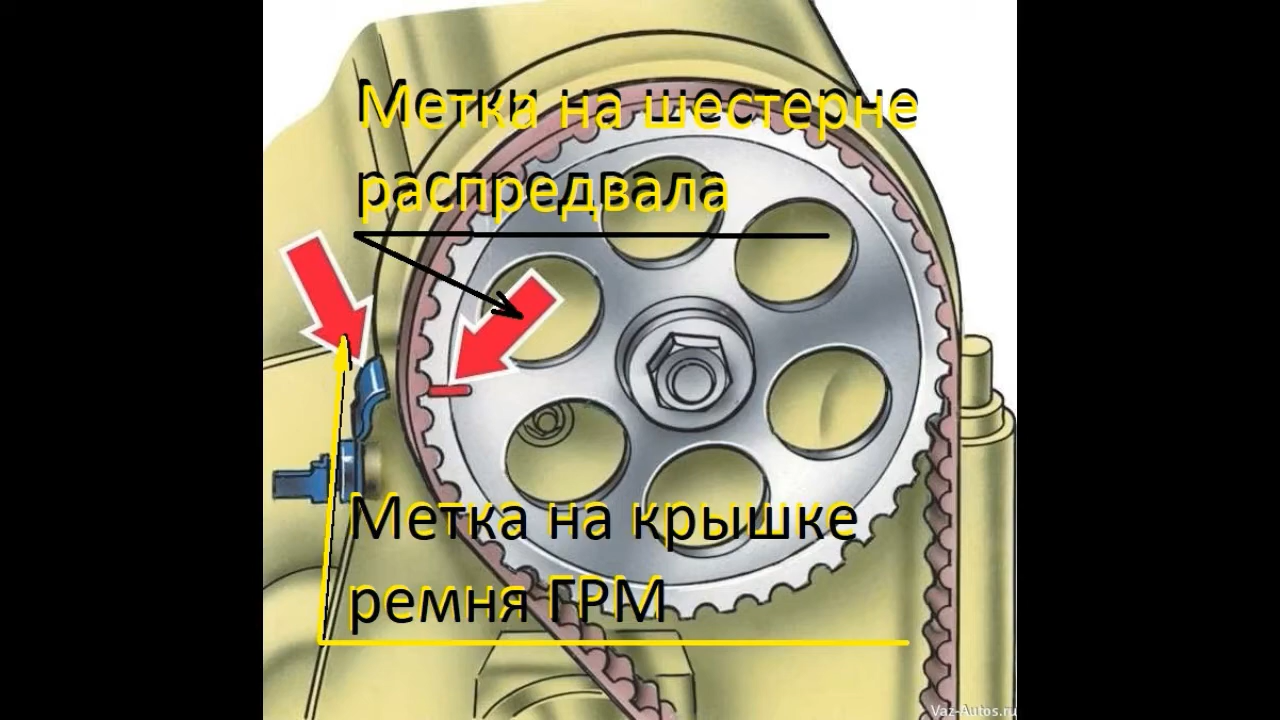 Метка на шестерне
распредвала
Метка на крышке
ремня ГРМ
Vaz-Autos.ru